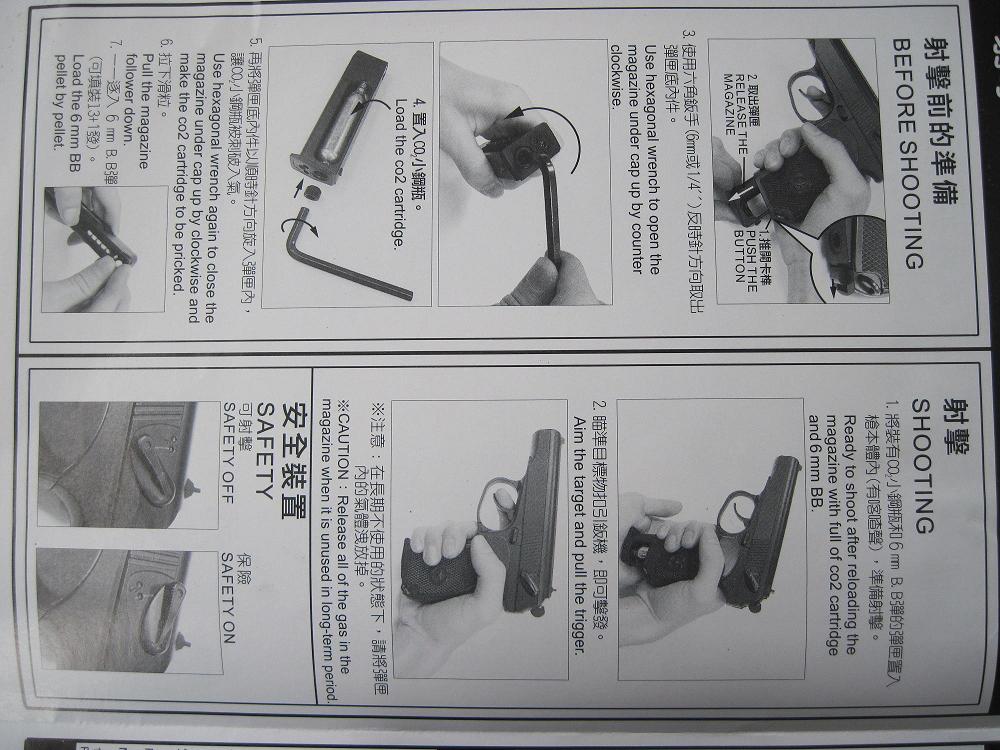 射擊前的準備
BEFORE SHOOTING
2. 取出彈匣
RELEASE THE
MAGAZINE
1. 推開卡榫
PUSH THE
BUTTON
3. 使用六角鈑手 (6mm或1/4˝) 反時針方向取出
彈匣底內件。
Use hexagonal wrench to open the
magazine under cap up by counter
clockwise.
4. 置入CO₂小鋼瓶。
Load the co2 cartridge.
5. 再將彈匣底內件以順時針方向旋入彈匣內，
讓CO₂小鋼瓶被刺破入氣。
Use hexagonal wrench again to close the
magazine under cap up by clockwise and
make the co2 cartridge to be pricked.
6. 拉下滑粒。
Pull the magazine
follower down.
7. 一一逐入 6 mm B.B彈
(可填裝13+1發)。
Load the 6 mm BB
pellet by pellet.
射擊
SHOOTING
1. 將裝有CO₂小鋼瓶和 6 mm B.B彈的彈匣置入
槍本體內 (有喀喳聲)，準備射擊。
Ready to shoot after reloading the
magazine with full of co2 cartridge
and 6 mm BB.
2. 瞄準目標物扣引鈑機，即可擊發。
Aim the target and pull the trigger.
※注意：在長期不使用的狀態下，請將彈匣
內的氣體洩放掉。
※CAUTION：Release all of the gas in the
magazine when it is unused in long-term period.
安全裝置
SAFETY
可射擊
SAFETY OFF
保險
SAFETY ON